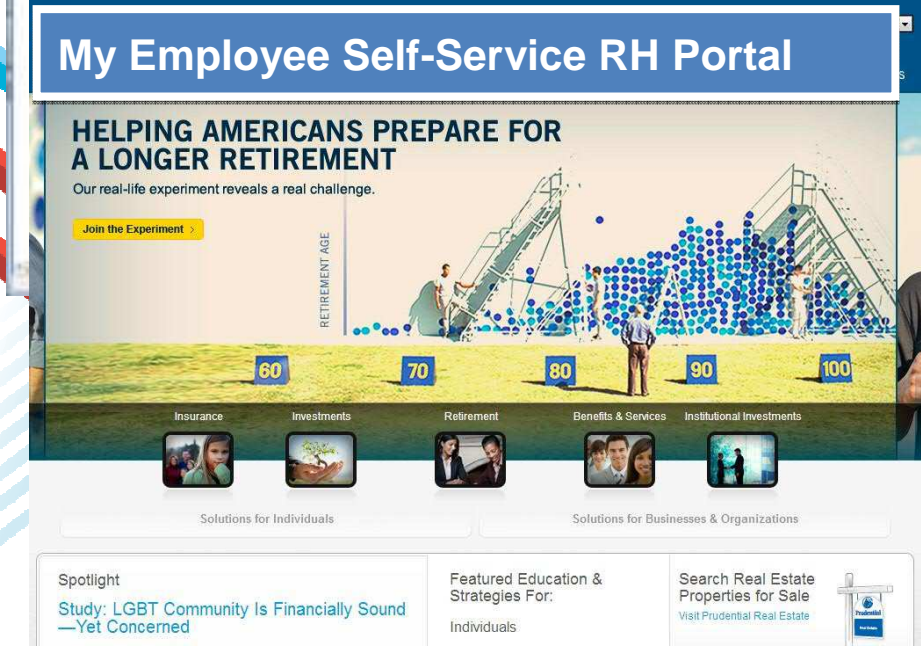 My Employee Self-Service RH Portal
s
HELPING AMERICANS PREPARE FOR
A LONGER RETIREMENT
Our real-life experiment reveals a real challenge.
Join the Experiment >
RETIREMENT AGE
60 70 80 90 100
Insurance Investments Retirement Benefits & Services Institutional Investments
Solutions for Individuals Solutions for Businesses & Organizations
Spotlight
Study: LGBT Community Is Financially Sound
—Yet Concerned
Featured Education &
Strategies For:
Individuals
Search Real Estate
Properties for Sale
Visit Prudential Real Estate
Prudential
Real Estate